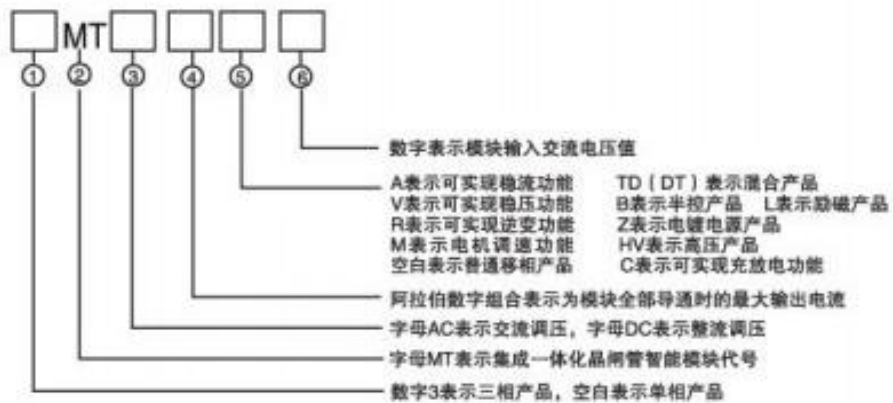 MT
① ② ③ ④ ⑤ ⑥
数字表示模块输入交流电压值
A表示可实现稳流功能 TD（DT）表示混合产品
V表示可实现稳压功能 B表示半控产品 L表示励磁产品
R表示可实现逆变功能 Z表示电镀电源产品
M表示电机调速功能 HV表示高压产品
空白表示普通移相产品 C表示可实现充放电功能
阿拉伯数字组合表示为模块全部导通时的最大输出电流
字母AC表示交流调压，字母DC表示整流调压
字母MT表示集成一体化晶闸管智能模块代号
数字3表示三相产品，空白表示单相产品